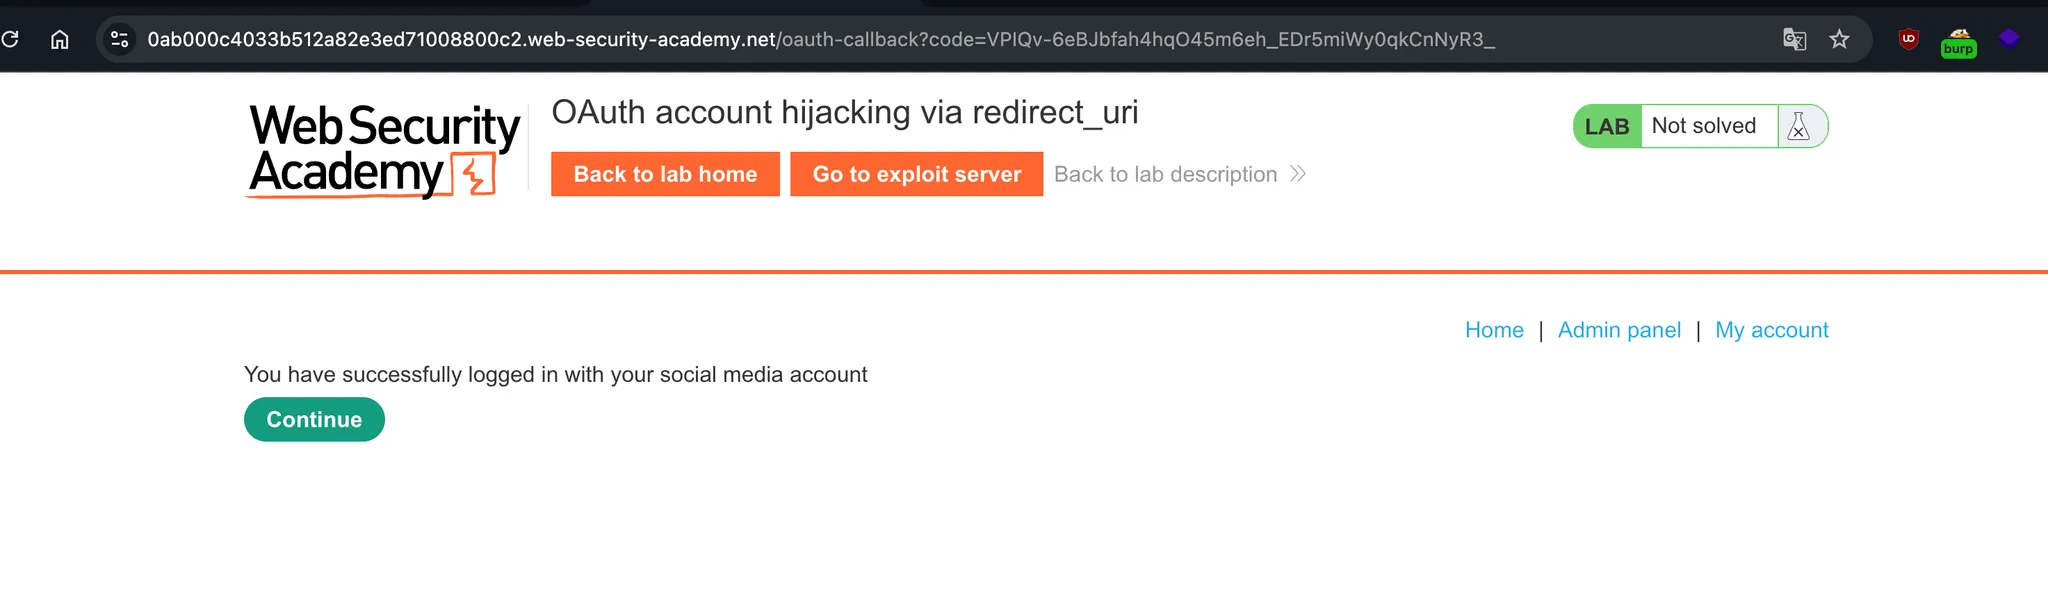 0ab000c4033b512a82e3ed71008800c2.web-security-academy.net/oauth-callback?code=VPIQv-6eBJbfah4hqO45m6eh_EDr5miWy0qkCnNyR3_
burp
WebSecurity
Academy
OAuth account hijacking via redirect_uri
LAB Not solved
Back to lab home Go to exploit server Back to lab description
Home | Admin panel | My account
You have successfully logged in with your social media account
Continue